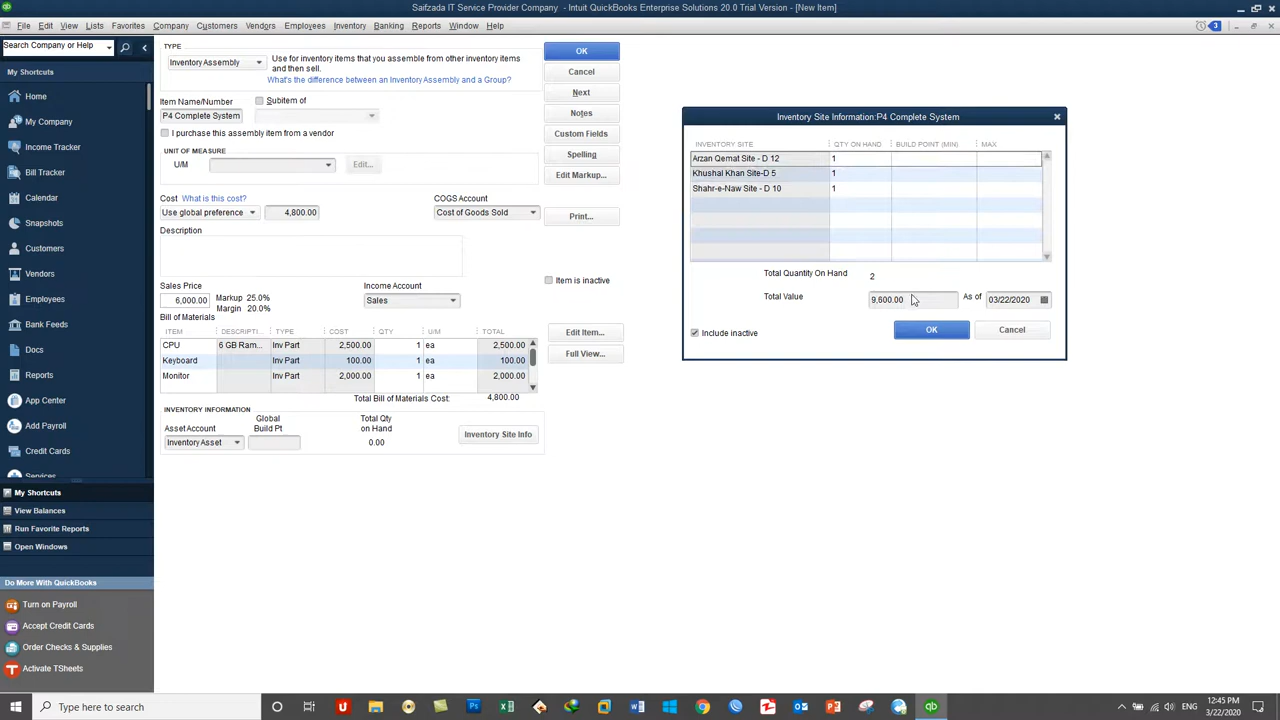 Saifzada IT Service Provider Company - Intuit QuickBooks Enterprise Solutions 20.0 Trial Version - [New Item]
File Edit View Lists Favorites Company Customers Vendors Employees Inventory Banking Reports Window Help
3
Search Company or Help
My Shortcuts
Home
My Company
Income Tracker
Bill Tracker
Calendar
Snapshots
Customers
Vendors
Employees
Bank Feeds
Docs
Reports
App Center
Add Payroll
Credit Cards
Services
My Shortcuts
View Balances
Run Favorite Reports
Open Windows
Do More With QuickBooks
Turn on Payroll
Accept Credit Cards
Order Checks & Supplies
Activate TSheets
TYPE
Inventory Assembly
Use for inventory items that you assemble from other inventory items
and then sell.
What's the difference between an Inventory Assembly and a Group?
Item Name/Number
Subitem of
P4 Complete System
I purchase this assembly item from a vendor
UNIT OF MEASURE
U/M
Edit...
Cost What is this cost?
COGS Account
Use global preference
4,800.00
Cost of Goods Sold
Description
Item is inactive
Sales Price
Markup 25.0%
Income Account
6,000.00
Margin 20.0%
Sales
Bill of Materials
ITEM DESCRIPTI... TYPE COST QTY U/M TOTAL
CPU 6 GB Ram... Inv Part 2,500.00 1 ea 2,500.00
Keyboard Inv Part 100.00 1 ea 100.00
Monitor Inv Part 2,000.00 1 ea 2,000.00
Total Bill of Materials Cost: 4,800.00
INVENTORY INFORMATION
Asset Account
Global
Build Pt
Total Qty
on Hand
Inventory Asset
0.00
Inventory Site Info
OK
Cancel
Next
Notes
Custom Fields
Spelling
Edit Markup...
Print...
Edit Item...
Full View...
Inventory Site Information:P4 Complete System
INVENTORY SITE QTY ON HAND BUILD POINT (MIN) MAX
Arzan Qemat Site - D 12 1
Khushal Khan Site-D 5 1
Shahr-e-Naw Site - D 10 1
Total Quantity On Hand 2
Total Value 9,600.00 As of 03/22/2020
Include inactive
OK
Cancel
Type here to search
ENG
12:45 PM
3/22/2020